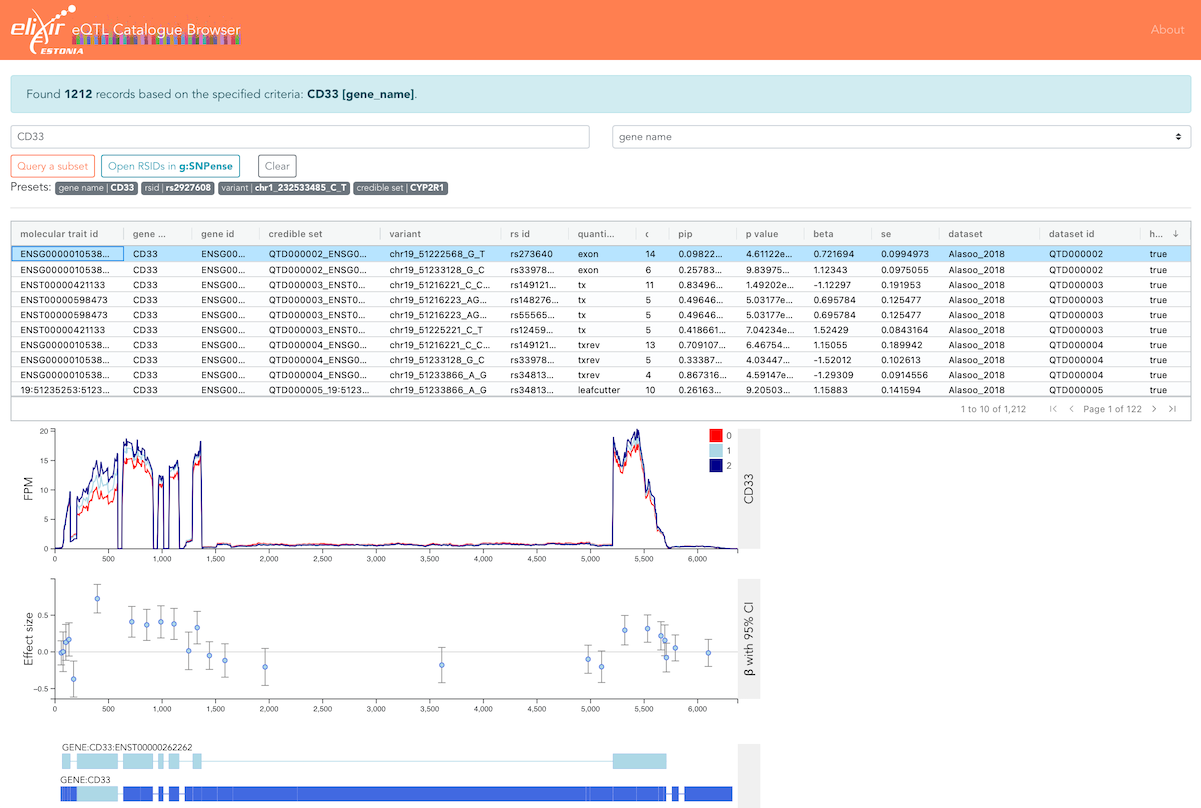 elixir
ESTONIA
eQTL Catalogue Browser
About
Found 1212 records based on the specified criteria: CD33 [gene_name].
CD33
gene name
Query a subset Open RSIDs in g:SNPense Clear
Presets: gene name | CD33 rsid | rs2927608 variant | chr1_232533485_C_T credible set | CYP2R1
molecular trait id gene ... gene id credible set variant rs id quanti... pip p value beta se dataset dataset id h... ↓
ENSG0000010538... CD33 ENSG00... QTD000002_ENSG0... chr19_51222568_G_T rs273640 exon 14 0.09822... 4.61122e... 0.721694 0.0994973 Alasoo_2018 QTD000002 true
ENSG0000010538... CD33 ENSG00... QTD000002_ENSG0... chr19_51233128_G_C rs33978... exon 6 0.25783... 9.83975... 1.12343 0.0975055 Alasoo_2018 QTD000002 true
ENST00000421133 CD33 ENSG00... QTD000003_ENST0... chr19_51216221_C_C... rs149121... tx 11 0.83496... 1.49202e... -1.12297 0.191953 Alasoo_2018 QTD000003 true
ENST00000598473 CD33 ENSG00... QTD000003_ENST0... chr19_51216223_AG... rs148276... tx 5 0.49646... 5.03177e... 0.695784 0.125477 Alasoo_2018 QTD000003 true
ENST00000598473 CD33 ENSG00... QTD000003_ENST0... chr19_51216223_AG... rs55565... tx 5 0.49646... 5.03177e... 0.695784 0.125477 Alasoo_2018 QTD000003 true
ENST00000421133 CD33 ENSG00... QTD000003_ENST0... chr19_51225221_C_T rs12459... tx 5 0.418661... 7.04234e... 1.52429 0.0843164 Alasoo_2018 QTD000003 true
ENSG0000010538... CD33 ENSG00... QTD000004_ENSG0... chr19_51216221_C_C... rs149121... txrev 13 0.709107... 6.46754... 1.15055 0.189942 Alasoo_2018 QTD000004 true
ENSG0000010538... CD33 ENSG00... QTD000004_ENSG0... chr19_51233128_G_C rs33978... txrev 5 0.33387... 4.03447... -1.52012 0.102613 Alasoo_2018 QTD000004 true
ENSG0000010538... CD33 ENSG00... QTD000004_ENSG0... chr19_51233866_A_G rs34813... txrev 4 0.867316... 4.59147e... -1.29309 0.0914556 Alasoo_2018 QTD000004 true
19:51235253:5123... CD33 ENSG00... QTD000005_19:5123... chr19_51233866_A_G rs34813... leafcutter 10 0.26163... 9.20503... 1.15883 0.141594 Alasoo_2018 QTD000005 true
1 to 10 of 1,212 Page 1 of 122
FPM
20
15
10
5
0
0 500 1,000 1,500 2,000 2,500 3,000 3,500 4,000 4,500 5,000 5,500 6,000
0
1
2
CD33
Effect size
0.5
0.0
−0.5
0 500 1,000 1,500 2,000 2,500 3,000 3,500 4,000 4,500 5,000 5,500 6,000
β with 95% CI
GENE:CD33:ENST00000262262
GENE:CD33